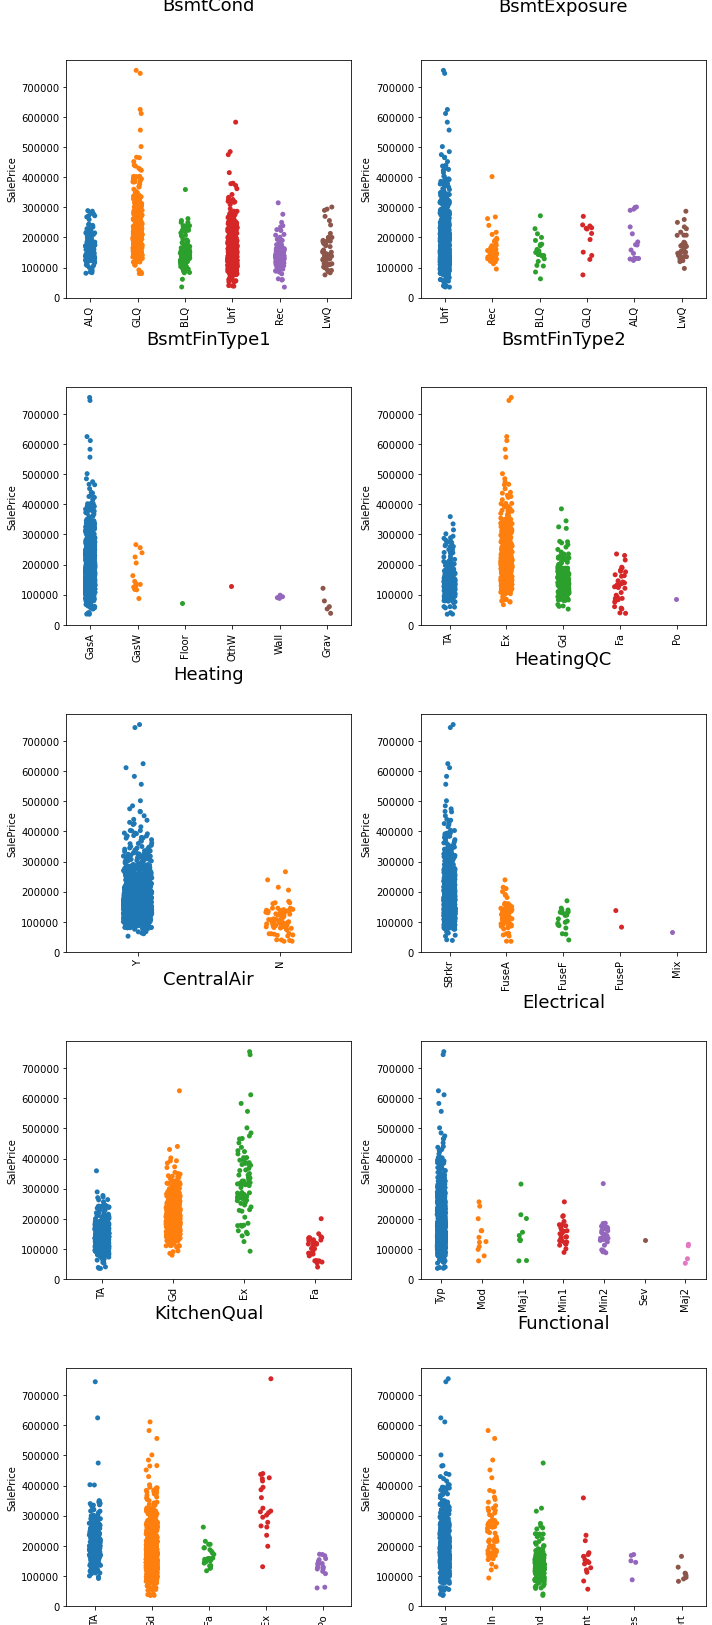 BsmtCond
BsmtExposure
700000
600000
500000
400000
300000
200000
100000
0
SalePrice
ALQ
GLQ
BLQ
Unf
Rec
LwQ
BsmtFinType1
700000
600000
500000
400000
300000
200000
100000
0
SalePrice
Unf
Rec
BLQ
GLQ
ALQ
LwQ
BsmtFinType2
700000
600000
500000
400000
300000
200000
100000
0
SalePrice
GasA
GasW
Floor
OthW
Wall
Grav
Heating
700000
600000
500000
400000
300000
200000
100000
0
SalePrice
TA
Ex
Gd
Fa
Po
HeatingQC
700000
600000
500000
400000
300000
200000
100000
0
SalePrice
Y
N
CentralAir
700000
600000
500000
400000
300000
200000
100000
0
SalePrice
SBrkr
FuseA
FuseF
FuseP
Mix
Electrical
700000
600000
500000
400000
300000
200000
100000
0
SalePrice
TA
Gd
Ex
Fa
KitchenQual
700000
600000
500000
400000
300000
200000
100000
0
SalePrice
Typ
Mod
Maj1
Min1
Min2
Sev
Maj2
Functional
700000
600000
500000
400000
300000
200000
100000
0
SalePrice
TA
Gd
Fa
Ex
Po
700000
600000
500000
400000
300000
200000
100000
0
SalePrice